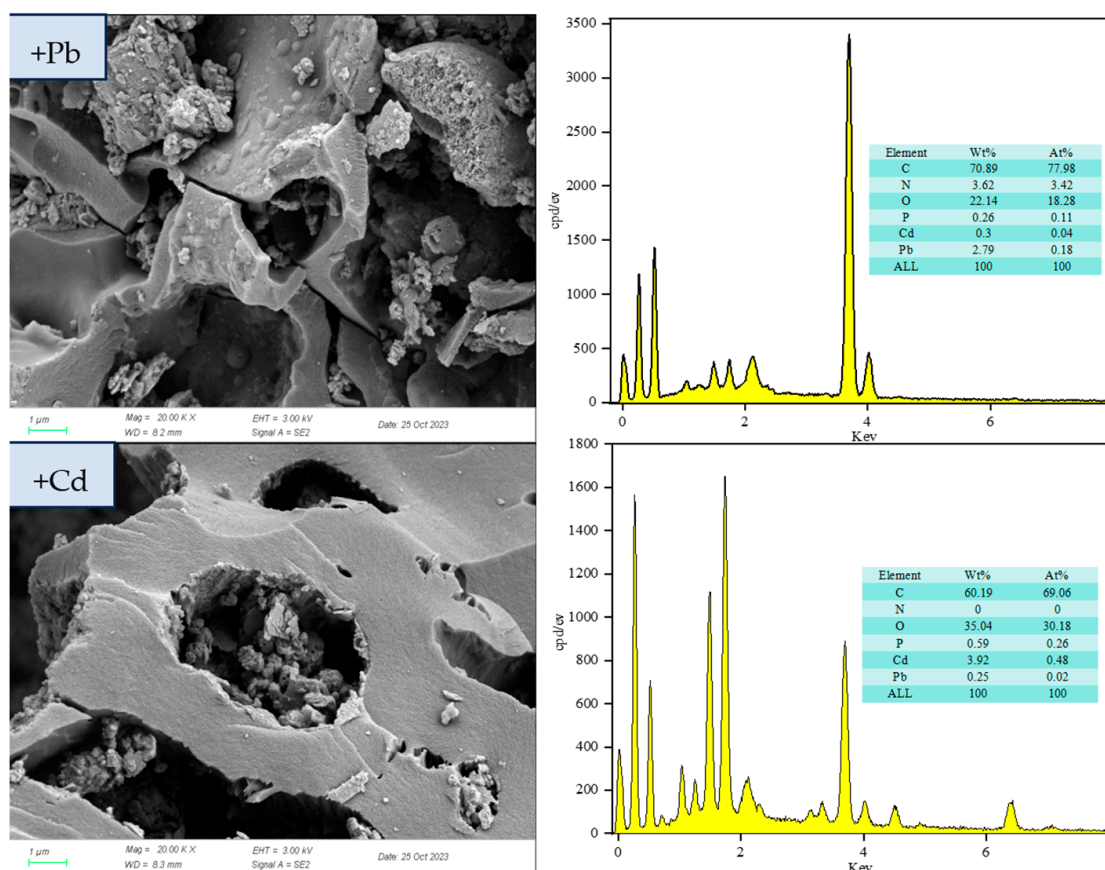 +Pb
1 µm
Mag = 20.00 K X
WD = 8.2 mm
EHT = 3.00 kV
Signal A = SE2
Date: 25 Oct 2023
3500
3000
2500
2000
1500
1000
500
0
cpd/ev
0 2 4 6
Kev
Element Wt% At%
C 70.89 77.98
N 3.62 3.42
O 22.14 18.28
P 0.26 0.11
Cd 0.3 0.04
Pb 2.79 0.18
ALL 100 100
+Cd
1 µm
Mag = 20.00 K X
WD = 8.3 mm
EHT = 3.00 kV
Signal A = SE2
Date: 25 Oct 2023
1800
1600
1400
1200
1000
800
600
400
200
0
cpd/ev
0 2 4 6
Kev
Element Wt% At%
C 60.19 69.06
N 0 0
O 35.04 30.18
P 0.59 0.26
Cd 3.92 0.48
Pb 0.25 0.02
ALL 100 100